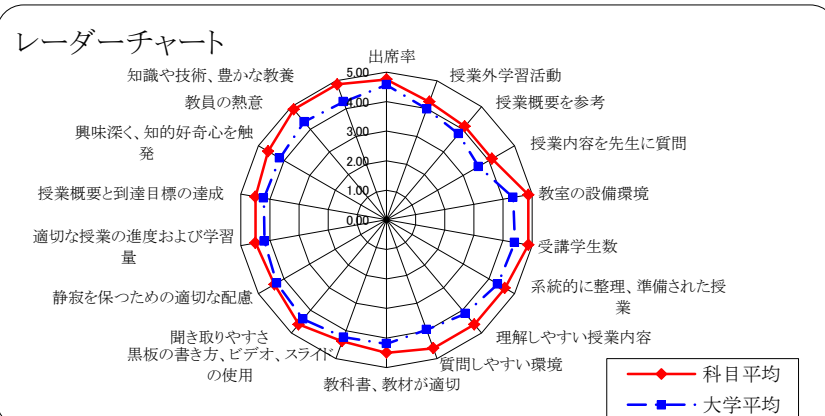 レーダーチャート
出席率
授業外学習活動
授業概要を参考
授業内容を先生に質問
教室の設備環境
受講学生数
系統的に整理、準備された授
業
理解しやすい授業内容
質問しやすい環境
教科書、教材が適切
黒板の書き方、ビデオ、スライド
の使用
聞き取りやすさ
静寂を保つための適切な配慮
適切な授業の進度および学習
量
授業概要と到達目標の達成
興味深く、知的好奇心を触
発
教員の熱意
知識や技術、豊かな教養
5.00
4.00
3.00
2.00
1.00
0.00
科目平均
大学平均